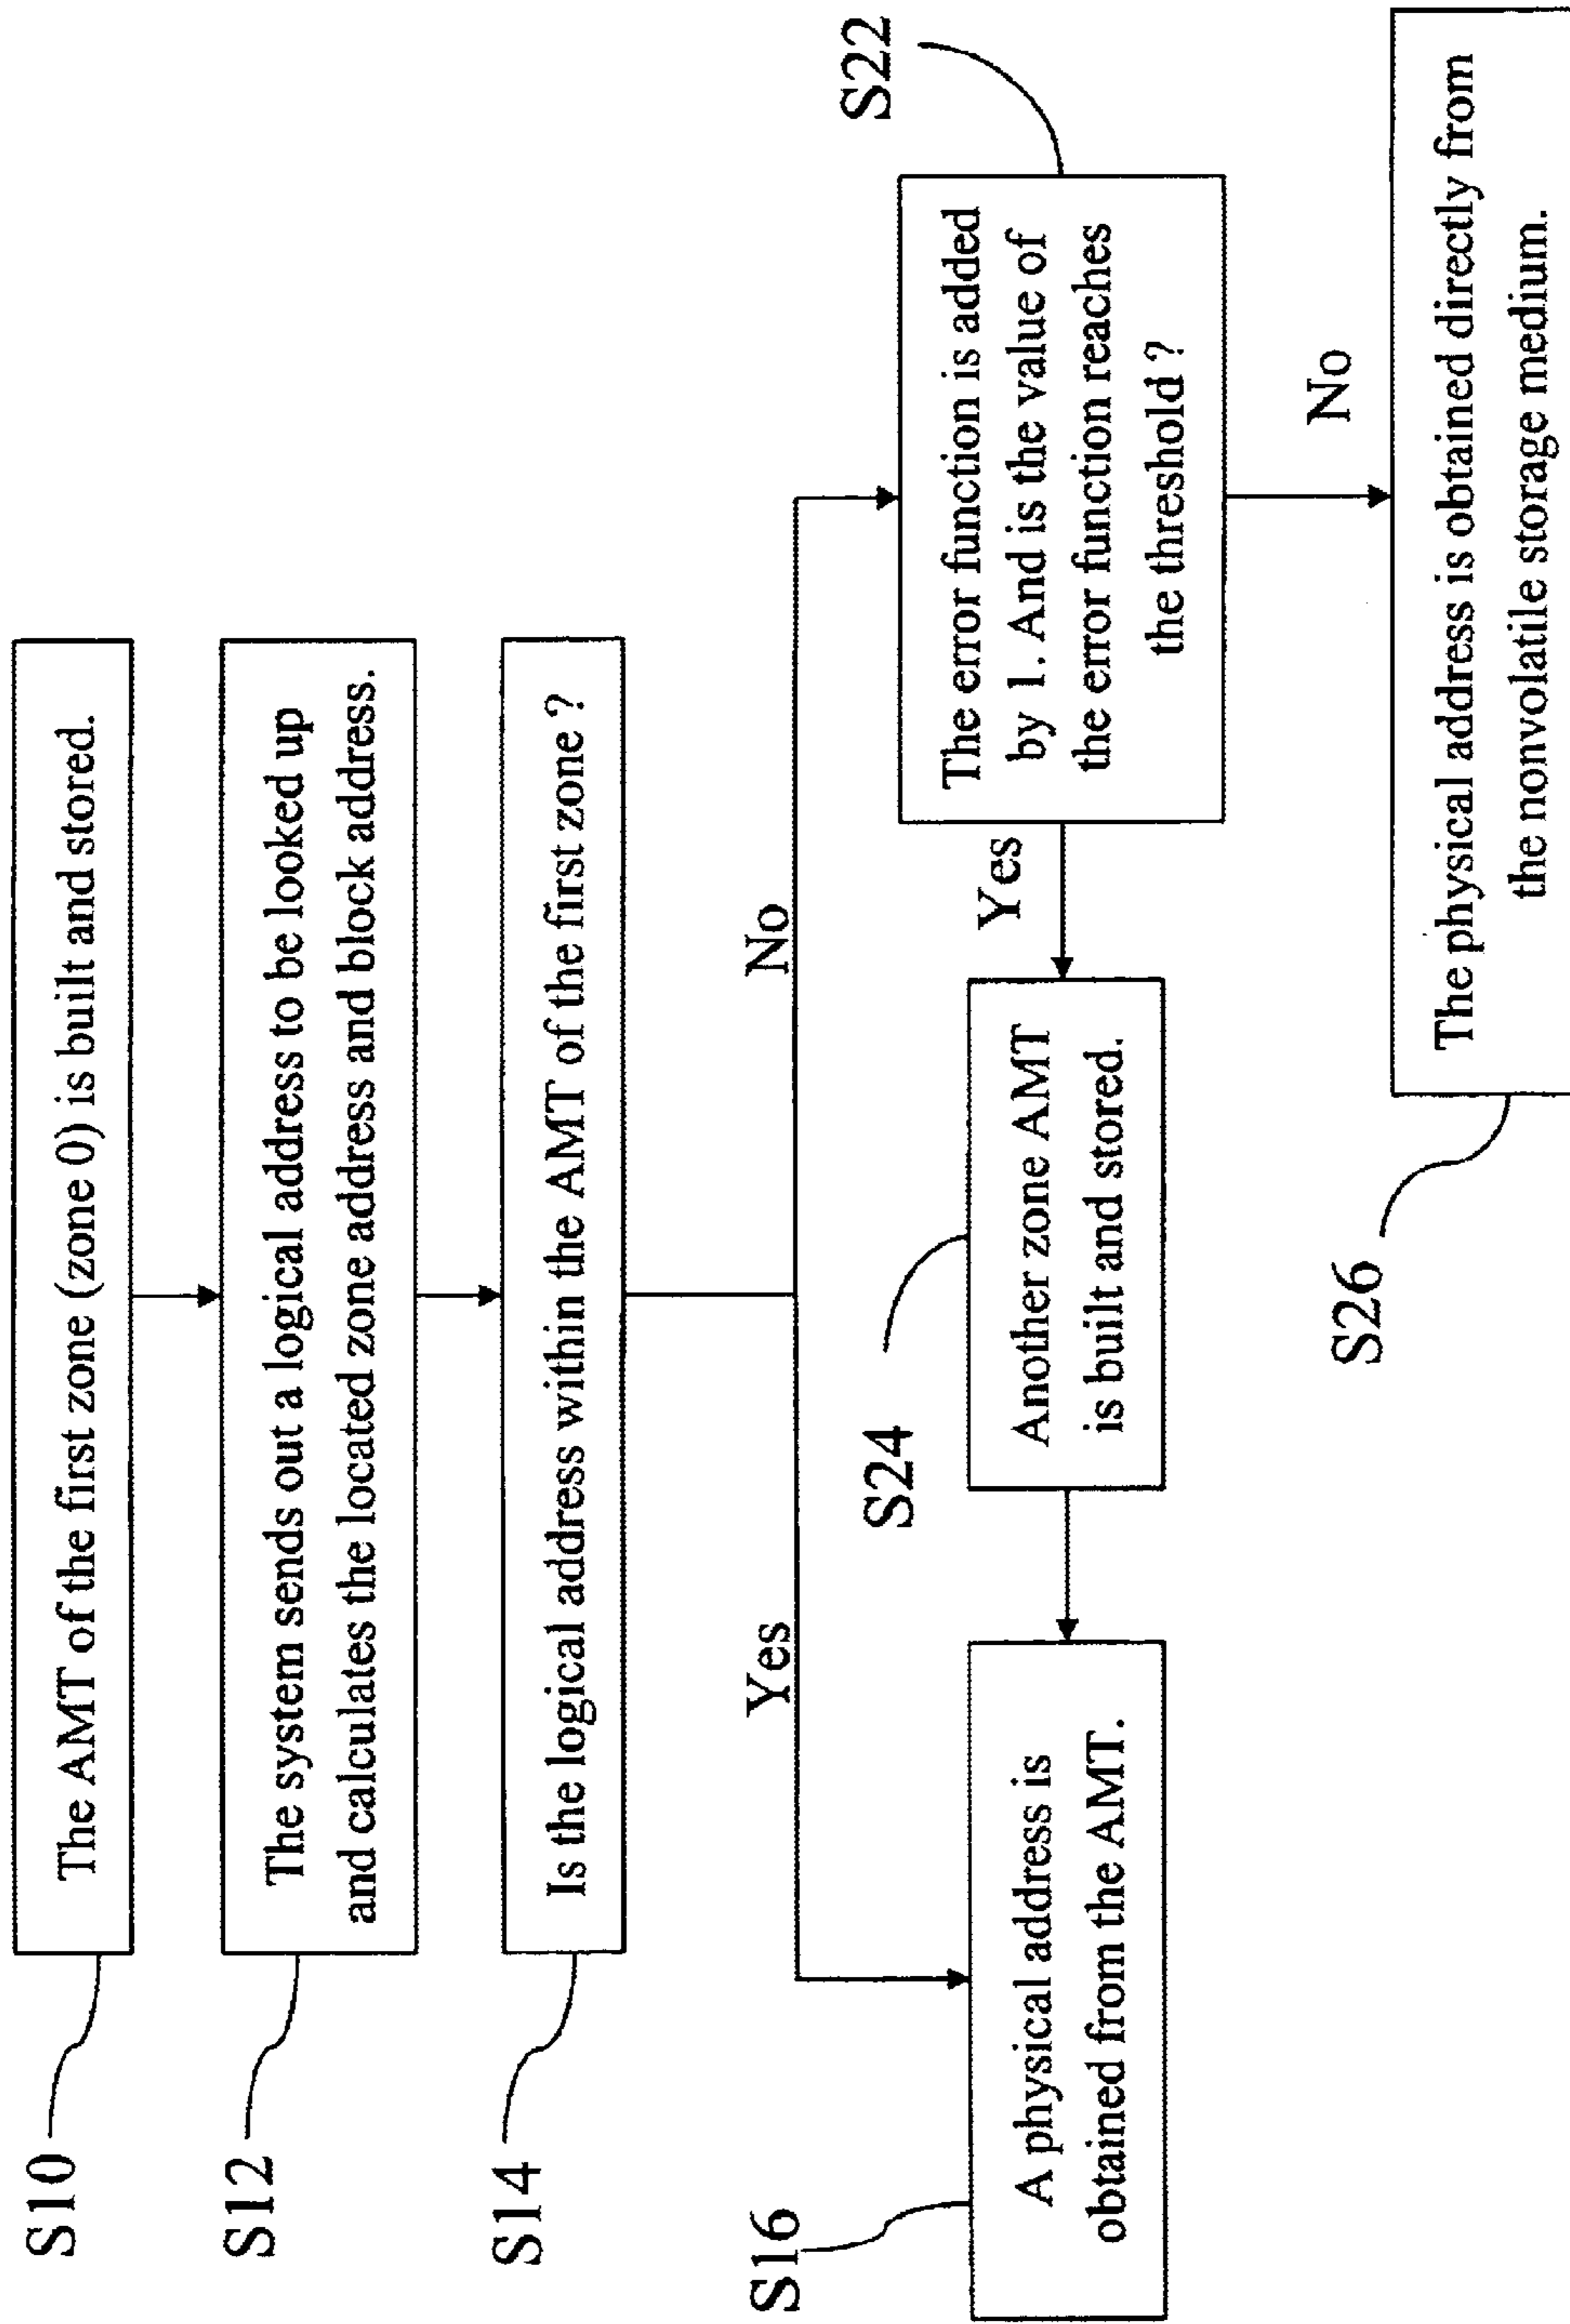 S10
The AMT of the first zone (zone 0) is built and stored.
S12
The system sends out a logical address to be looked up
and calculates the located zone address and block address.
S14
Is the logical address within the AMT of the first zone ?
Yes
No
S16
A physical address is
obtained from the AMT.
S24
Another zone AMT
is built and stored.
Yes
S22
The error function is added
by 1. And is the value of
the error function reaches
the threshold ?
No
S26
The physical address is obtained directly from
the nonvolatile storage medium.